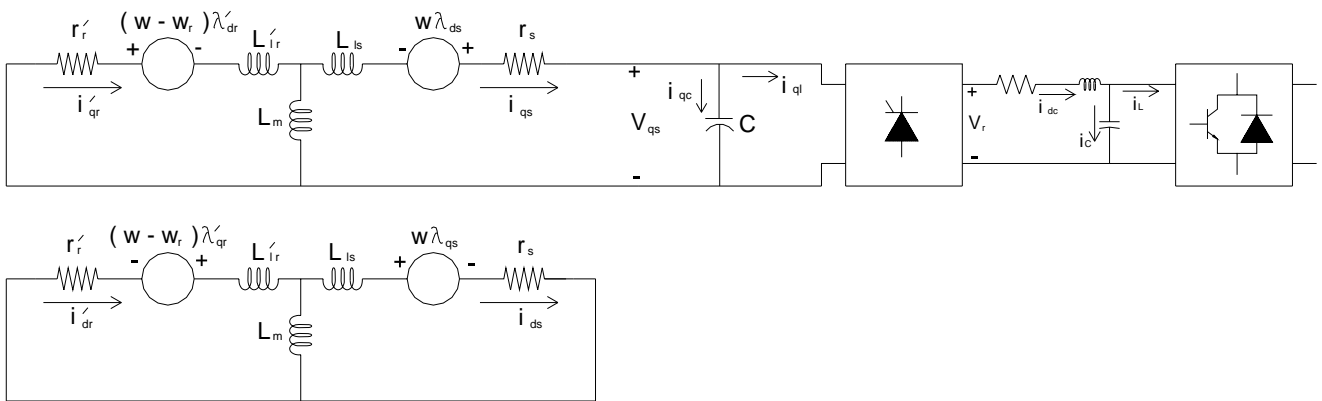 r′r + (w - wr)λ′dr - L′lr Lls - wλds + rs
i′qr Lm iqs + Vqs - iqc C iql + Vr - idc iC iL
r′r - (w - wr)λ′qr + L′lr Lls + wλqs - rs
i′dr Lm ids